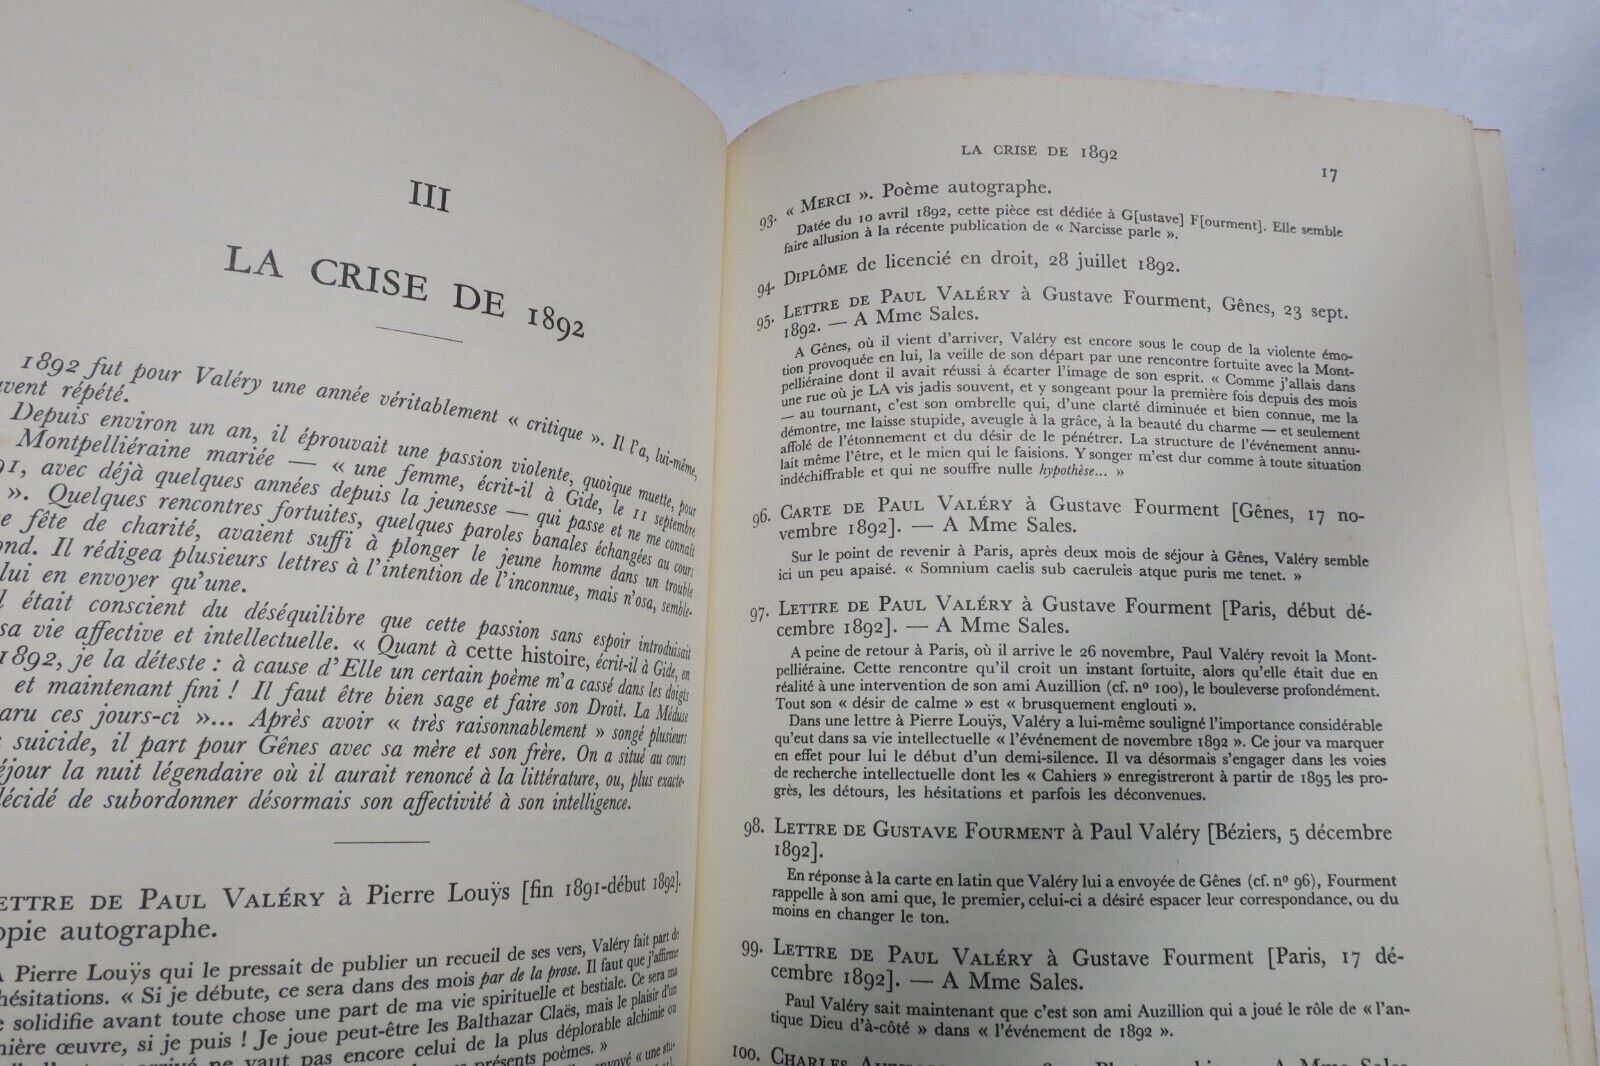 III
LA CRISE DE 1892
1892 fut pour Valéry une année véritablement « critique ». Il l'a, lui-même,
vent répété.
Depuis environ un an, il éprouvait une passion violente, quoique muette, pour
Montpelliéraine mariée — « une femme, écrit-il à Gide, le 11 septembre
91, avec déjà quelques années depuis la jeunesse — qui passe et ne me connaît
». Quelques rencontres fortuites, quelques paroles banales échangées au cours
e fête de charité, avaient suffi à plonger le jeune homme dans un trouble
ond. Il rédigea plusieurs lettres à l'intention de l'inconnue, mais n'osa, semble-
lui en envoyer qu'une.
l était conscient du déséquilibre que cette passion sans espoir introduisait
sa vie affective et intellectuelle. « Quant à cette histoire, écrit-il à Gide, en
1892, je la déteste : à cause d'Elle un certain poème m'a cassé dans les doigts
et maintenant fini ! Il faut être bien sage et faire son Droit. La Méduse
aru ces jours-ci »... Après avoir « très raisonnablement » songé plusieurs
suicide, il part pour Gênes avec sa mère et son frère. On a situé au cours
éjour la nuit légendaire où il aurait renoncé à la littérature, ou, plus exacte-
décidé de subordonner désormais son affectivité à son intelligence.
ETTRE DE PAUL VALÉRY à Pierre Louÿs [fin 1891-début 1892].
opie autographe.
A Pierre Louÿs qui le pressait de publier un recueil de ses vers, Valéry fait part de
hésitations. « Si je débute, ce sera dans des mois par de la prose. Il faut que j'affirme
e solidifie avant toute chose une part de ma vie spirituelle et bestiale. Ce sera ma
nière œuvre, si je puis ! Je joue peut-être les Balthazar Claës, mais le plaisir d'un
arrivé ne vaut pas encore celui de la plus déplorable alchimie ou
présents poèmes. »
envoyé « une stu-
LA CRISE DE 1892
17
93. « MERCI ». Poème autographe.
Datée du 10 avril 1892, cette pièce est dédiée à G[ustave] F[ourment]. Elle semble
faire allusion à la récente publication de « Narcisse parle ».
94. DIPLÔME de licencié en droit, 28 juillet 1892.
95. LETTRE DE PAUL VALÉRY à Gustave Fourment, Gênes, 23 sept.
1892. — A Mme Sales.
A Gênes, où il vient d'arriver, Valéry est encore sous le coup de la violente émo-
tion provoquée en lui, la veille de son départ par une rencontre fortuite avec la Mont-
pelliéraine dont il avait réussi à écarter l'image de son esprit. « Comme j'allais dans
une rue où je LA vis jadis souvent, et y songeant pour la première fois depuis des mois
— au tournant, c'est son ombrelle qui, d'une clarté diminuée et bien connue, me la
démontre, me laisse stupide, aveugle à la grâce, à la beauté du charme — et seulement
affolé de l'étonnement et du désir de le pénétrer. La structure de l'événement annu-
lait même l'être, et le mien qui le faisions. Y songer m'est dur comme à toute situation
indéchiffrable et qui ne souffre nulle hypothèse... »
96. CARTE DE PAUL VALÉRY à Gustave Fourment [Gênes, 17 no-
vembre 1892]. — A Mme Sales.
Sur le point de revenir à Paris, après deux mois de séjour à Gênes, Valéry semble
ici un peu apaisé. « Somnium caelis sub caeruleis atque puris me tenet. »
97. LETTRE DE PAUL VALÉRY à Gustave Fourment [Paris, début dé-
cembre 1892]. — A Mme Sales.
A peine de retour à Paris, où il arrive le 26 novembre, Paul Valéry revoit la Mont-
pelliéraine. Cette rencontre qu'il croit un instant fortuite, alors qu'elle était due en
réalité à une intervention de son ami Auzillion (cf. nº 100), le bouleverse profondément.
Tout son « désir de calme » est « brusquement englouti ».
Dans une lettre à Pierre Louÿs, Valéry a lui-même souligné l'importance considérable
qu'eut dans sa vie intellectuelle « l'événement de novembre 1892 ». Ce jour va marquer
en effet pour lui le début d'un demi-silence. Il va désormais s'engager dans les voies
de recherche intellectuelle dont les « Cahiers » enregistreront à partir de 1895 les pro-
grès, les détours, les hésitations et parfois les déconvenues.
98. LETTRE DE GUSTAVE FOURMENT à Paul Valéry [Béziers, 5 décembre
1892].
En réponse à la carte en latin que Valéry lui a envoyée de Gênes (cf. nº 96), Fourment
rappelle à son ami que, le premier, celui-ci a désiré espacer leur correspondance, ou du
moins en changer le ton.
99. LETTRE DE PAUL VALÉRY à Gustave Fourment [Paris, 17 dé-
cembre 1892]. — A Mme Sales.
Paul Valéry sait maintenant que c'est son ami Auzillion qui a joué le rôle de « l'an-
tique Dieu d'à-côté » dans « l'événement de 1892 ».
100. CHARLES
A Mme Sales